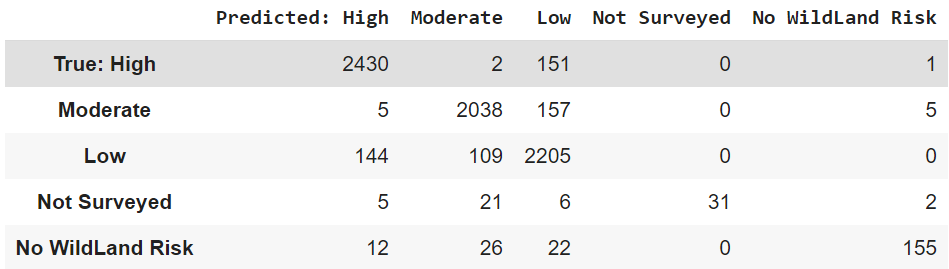 Predicted: High Moderate Low Not Surveyed No WildLand Risk
True: High 2430 2 151 0 1
Moderate 5 2038 157 0 5
Low 144 109 2205 0 0
Not Surveyed 5 21 6 31 2
No WildLand Risk 12 26 22 0 155